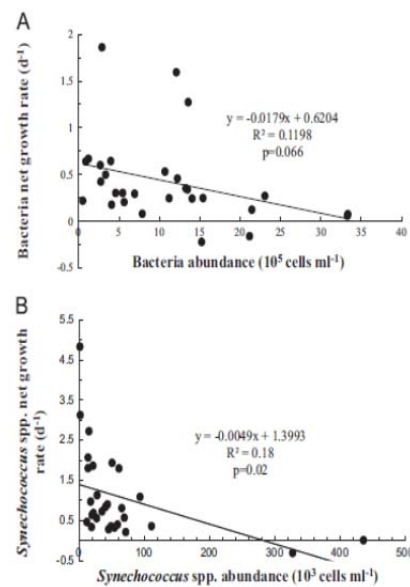 A
Bacteria net growth rate (d⁻¹)
2
1.5
1
0.5
0
-0.5
5
10
15
20
25
30
35
40
y = -0.0179x + 0.6204
R² = 0.1198
p=0.066
Bacteria abundance (10⁵ cells ml⁻¹)
B
Synechococcus spp. net growth
rate (d⁻¹)
5.5
4.5
3.5
2.5
1.5
0.5
-0.5
0
100
200
300
400
500
y = -0.0049x + 1.3993
R² = 0.18
p=0.02
Synechococcus spp. abundance (10³ cells ml⁻¹)